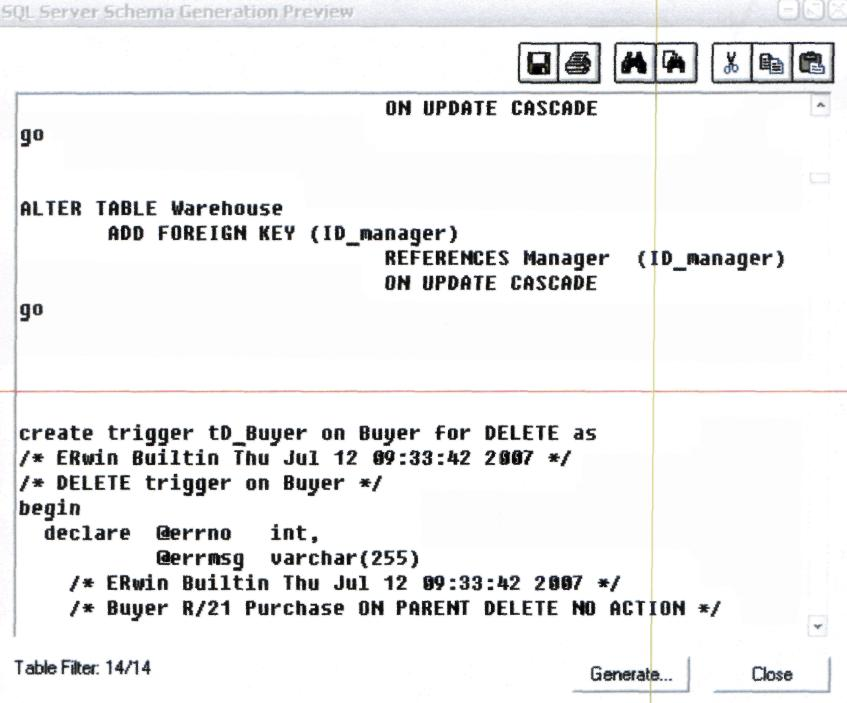 SQL Server Schema Generation Preview
ON UPDATE CASCADE
go
ALTER TABLE Warehouse
ADD FOREIGN KEY (ID_manager)
REFERENCES Manager (ID_manager)
ON UPDATE CASCADE
go
create trigger tD_Buyer on Buyer for DELETE as
/* ERwin Builtin Thu Jul 12 09:33:42 2007 */
/* DELETE trigger on Buyer */
begin
declare @errno int,
@errmsg varchar(255)
/* ERwin Builtin Thu Jul 12 09:33:42 2007 */
/* Buyer R/21 Purchase ON PARENT DELETE NO ACTION */
Table Filter: 14/14
Generate... Close